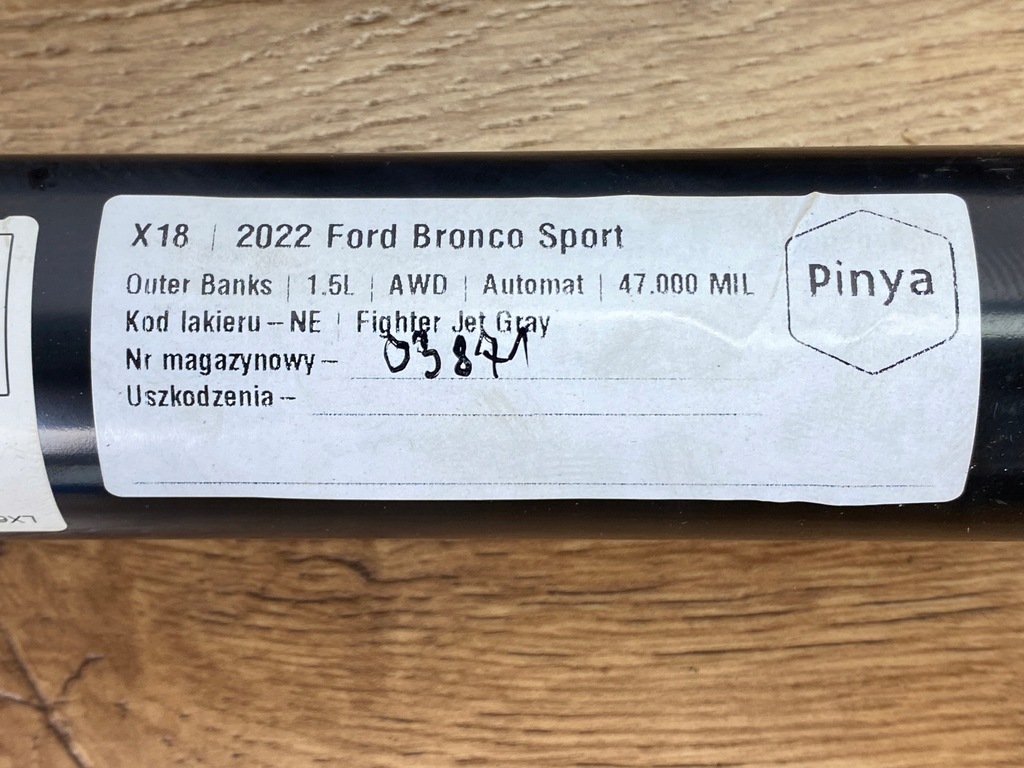 X18 | 2022 Ford Bronco Sport
Outer Banks | 1.5L | AWD | Automat | 47.000 MIL
Kod lakieru – NE | Fighter Jet Gray
Nr magazynowy – 03871
Uszkodzenia –
Pinya